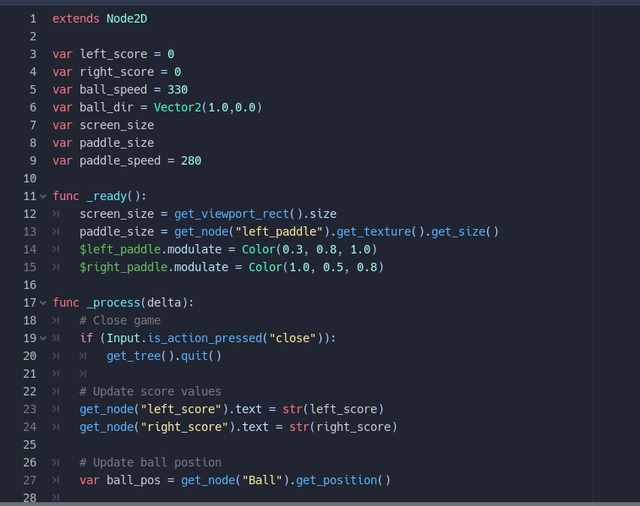 1 extends Node2D
2
3 var left_score = 0
4 var right_score = 0
5 var ball_speed = 330
6 var ball_dir = Vector2(1.0,0.0)
7 var screen_size
8 var paddle_size
9 var paddle_speed = 280
10
11 func _ready():
12 screen_size = get_viewport_rect().size
13 paddle_size = get_node("left_paddle").get_texture().get_size()
14 $left_paddle.modulate = Color(0.3, 0.8, 1.0)
15 $right_paddle.modulate = Color(1.0, 0.5, 0.8)
16
17 func _process(delta):
18 # Close game
19 if (Input.is_action_pressed("close")):
20 get_tree().quit()
21
22 # Update score values
23 get_node("left_score").text = str(left_score)
24 get_node("right_score").text = str(right_score)
25
26 # Update ball postion
27 var ball_pos = get_node("Ball").get_position()
28